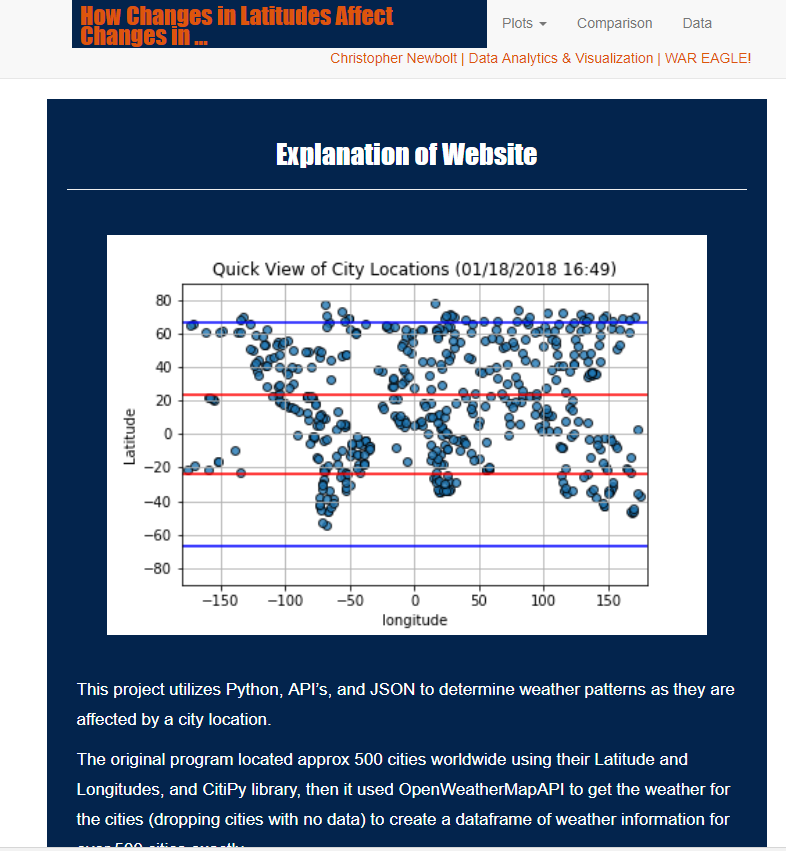 How Changes in Latitudes Affect
Changes in ...
Plots
Comparison
Data
Christopher Newbolt | Data Analytics & Visualization | WAR EAGLE!
Explanation of Website
Quick View of City Locations (01/18/2018 16:49)
80
60
40
20
0
−20
−40
−60
−80
Latitude
−150 −100 −50 0 50 100 150
longitude
This project utilizes Python, API's, and JSON to determine weather patterns as they are
affected by a city location.
The original program located approx 500 cities worldwide using their Latitude and
Longitudes, and CitiPy library, then it used OpenWeatherMapAPI to get the weather for
the cities (dropping cities with no data) to create a dataframe of weather information for
over 500 cities exactly